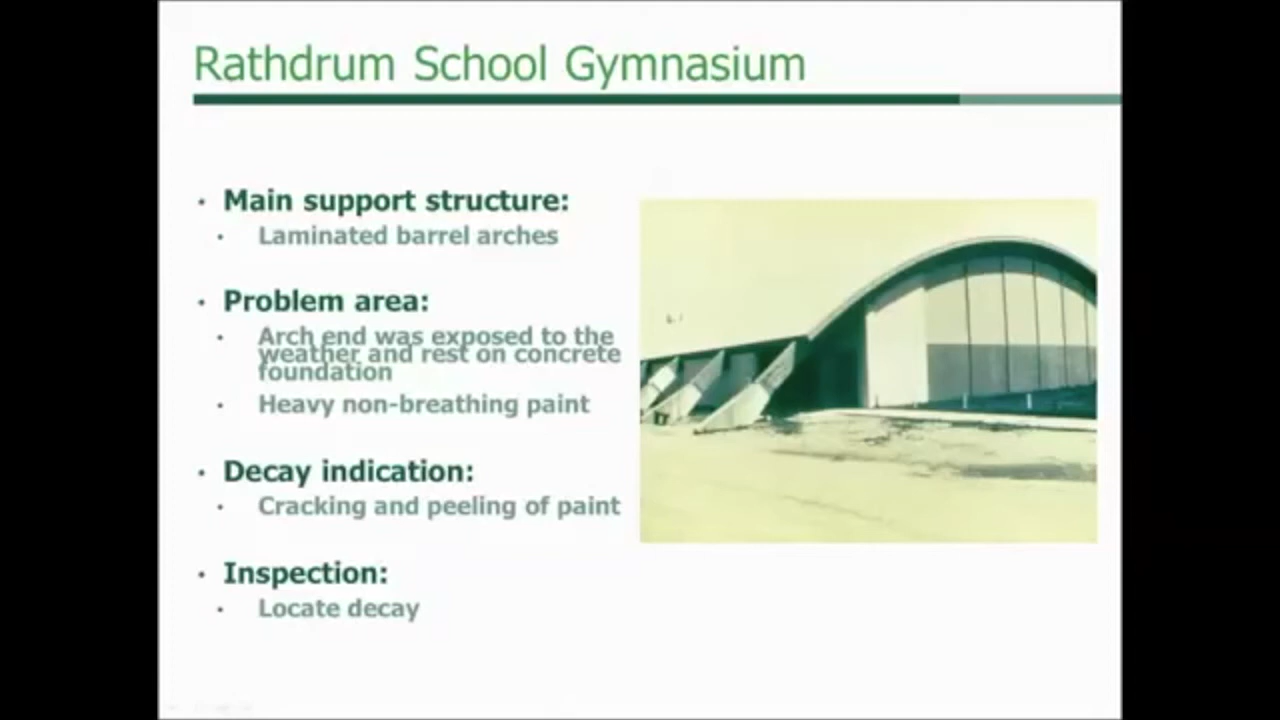 Rathdrum School Gymnasium
• Main support structure:
• Laminated barrel arches
• Problem area:
• Arch end was exposed to the
weather and rest on concrete
foundation
• Heavy non-breathing paint
• Decay indication:
• Cracking and peeling of paint
• Inspection:
• Locate decay